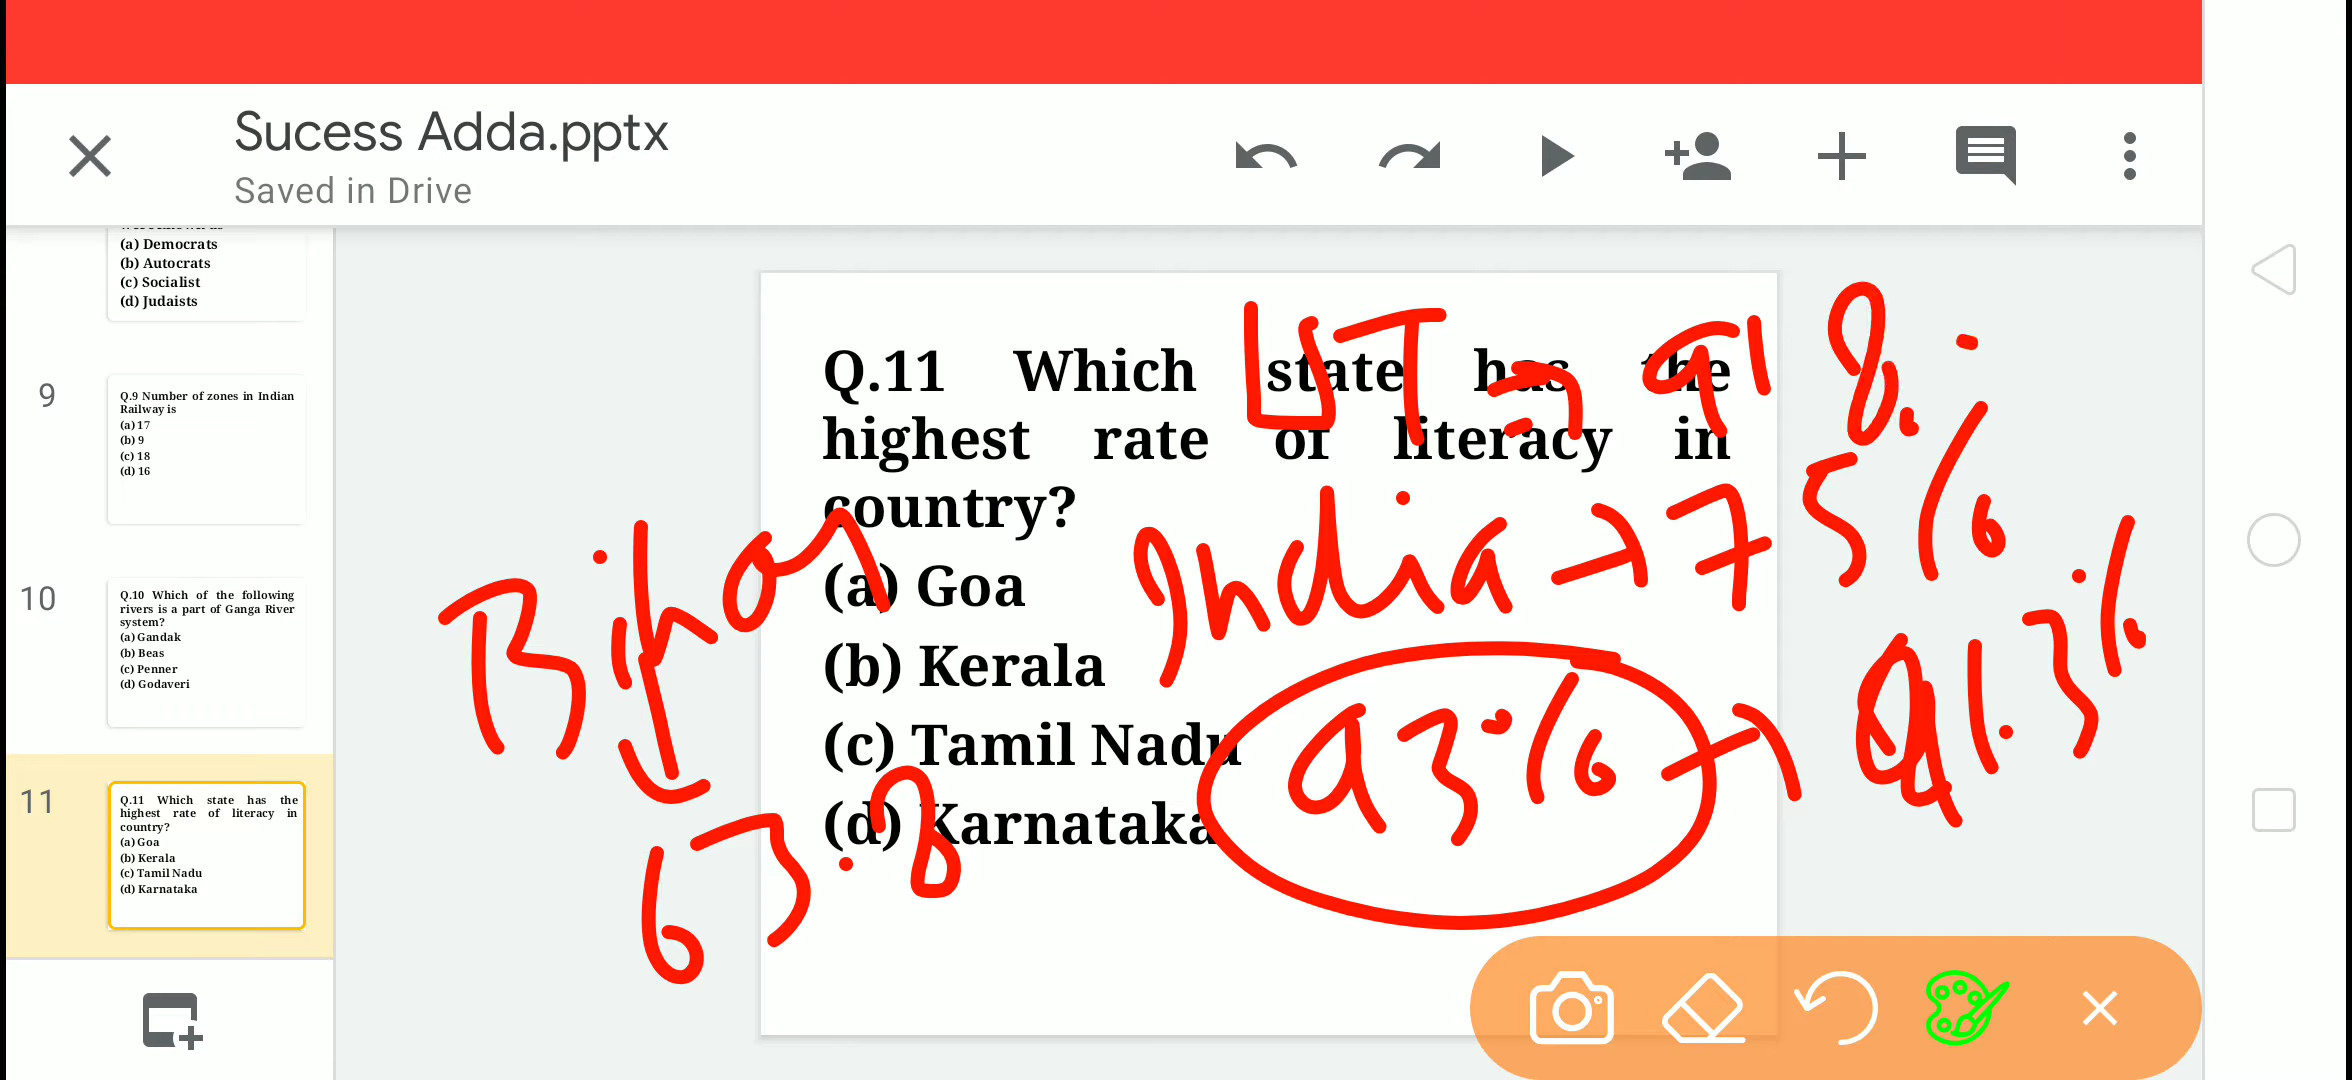 Sucess Adda.pptx
Saved in Drive
(a) Democrats
(b) Autocrats
(c) Socialist
(d) Judaists
9
Q.9 Number of zones in Indian
Railway is
(a) 17
(b) 9
(c) 18
(d) 16
10
Q.10 Which of the following
rivers is a part of Ganga River
system?
(a) Gandak
(b) Beas
(c) Penner
(d) Godaveri
11
Q.11 Which state has the
highest rate of literacy in
country?
(a) Goa
(b) Kerala
(c) Tamil Nadu
(d) Karnataka
Q.11 Which state has the
highest rate of literacy in
country?
(a) Goa
(b) Kerala
(c) Tamil Nadu
(d) Karnataka
UT = 918.
India → 75%
93% → 91.3%
Bihar
63.8